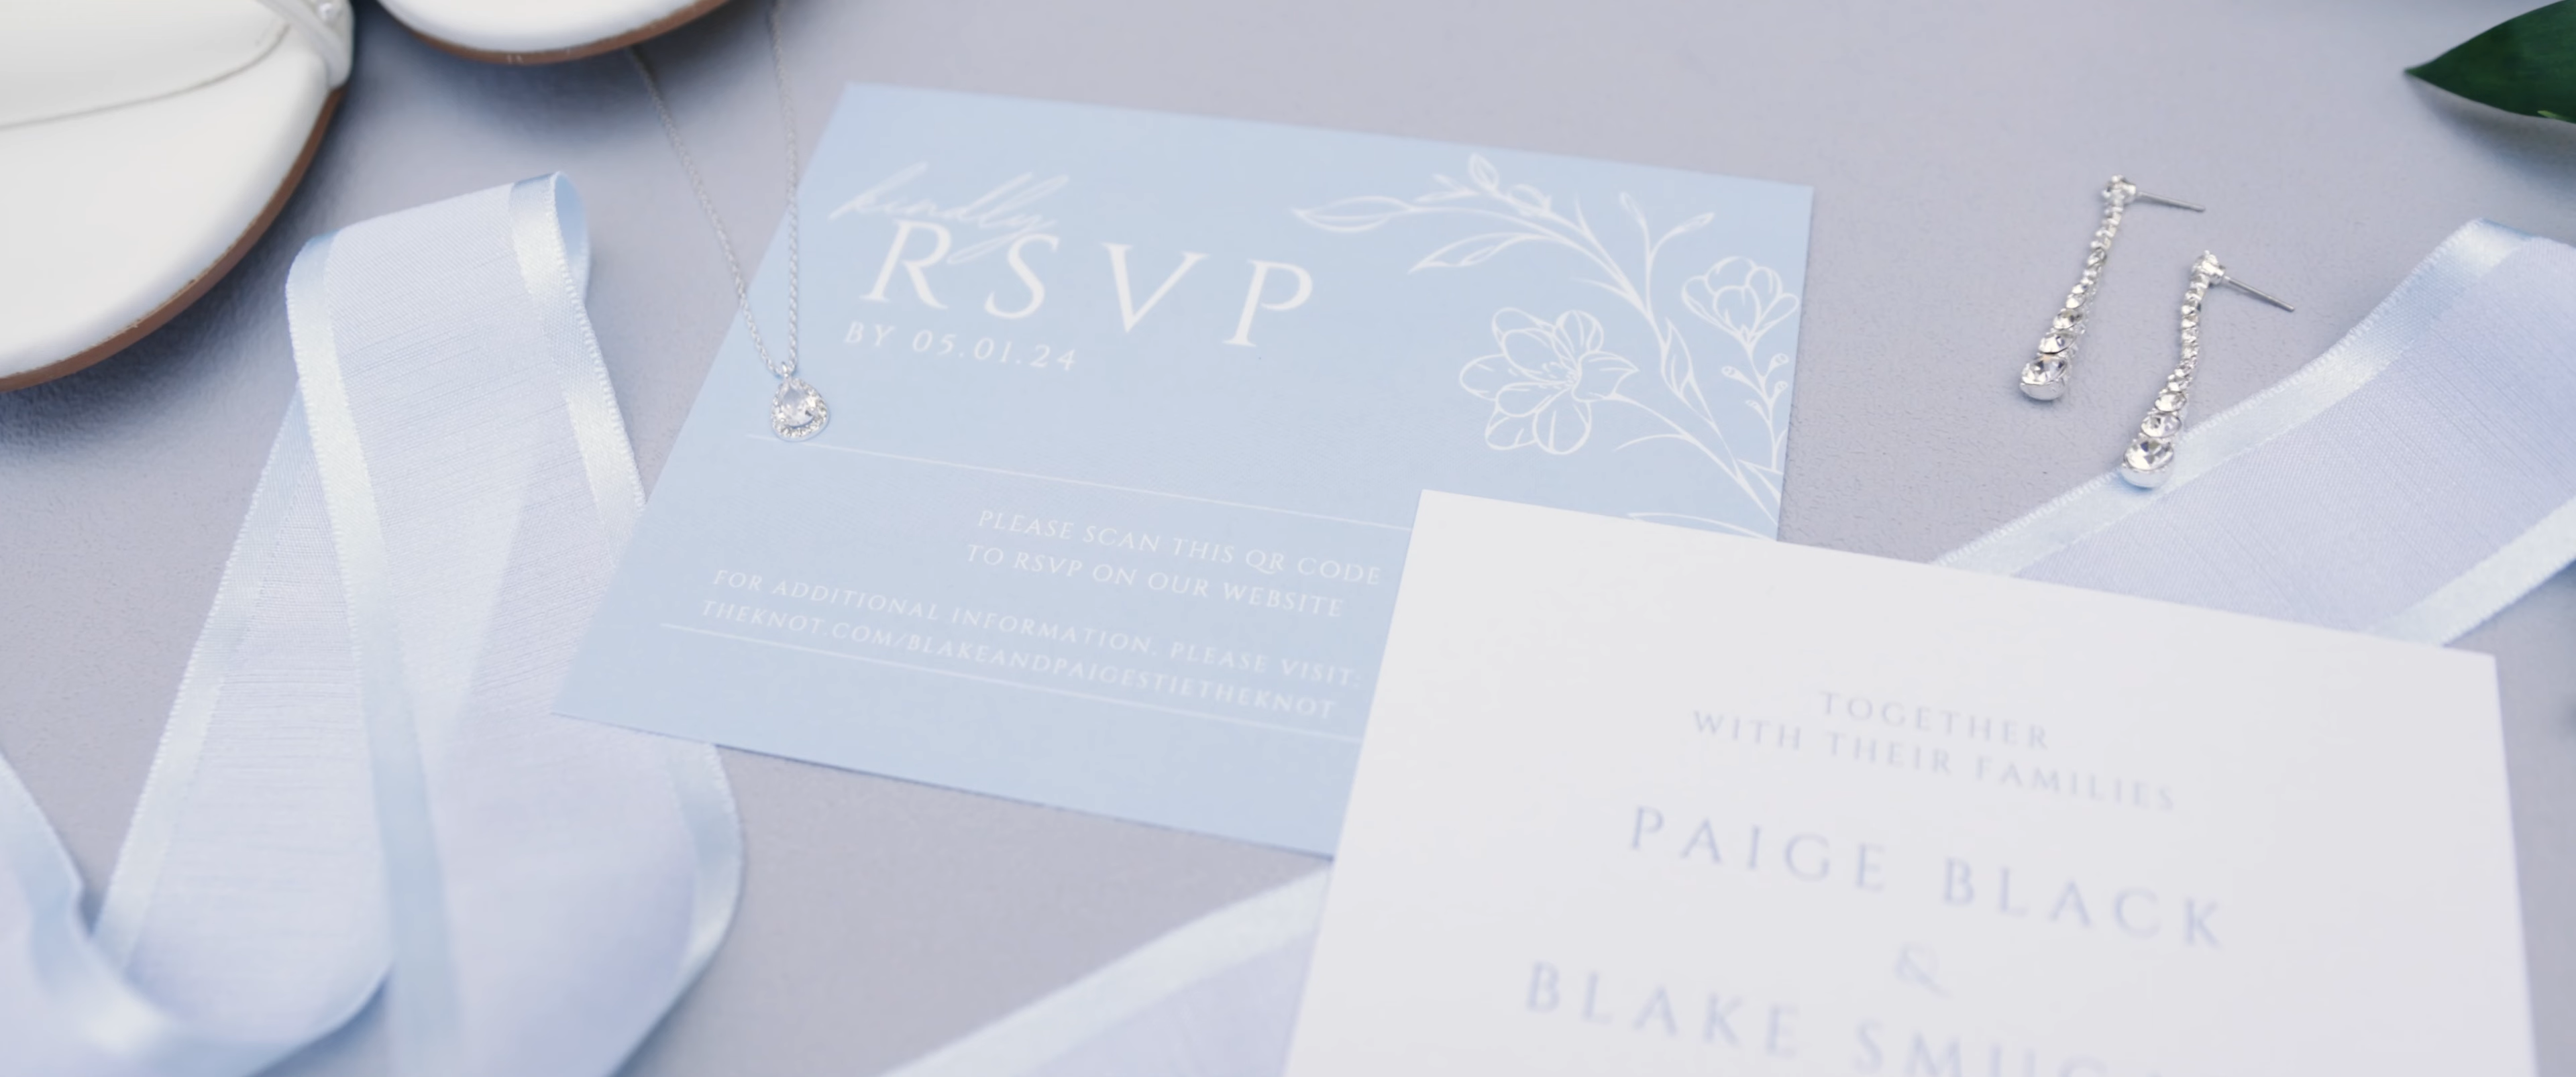 kindly
RSVP
BY 05.01.24
PLEASE SCAN THIS QR CODE
TO RSVP ON OUR WEBSITE
FOR ADDITIONAL INFORMATION, PLEASE VISIT:
THEKNOT.COM/BLAKEANDPAIGESTIETHEKNOT
TOGETHER
WITH THEIR FAMILIES
PAIGE BLACK
&
BLAKE